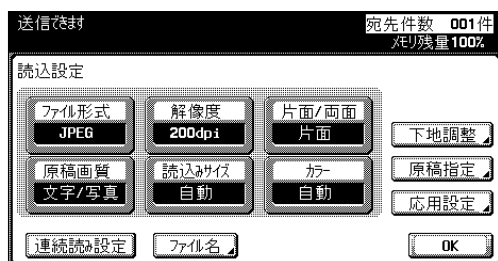 送信できます
宛先件数 001件
メモリ残量100%
読込設定
ファイル形式 解像度 片面/両面
JPEG 200dpi 片面 下地調整
原稿画質 読込みサイズ カラー 原稿指定
文字/写真 自動 自動 応用設定
連続読み設定 ファイル名 OK